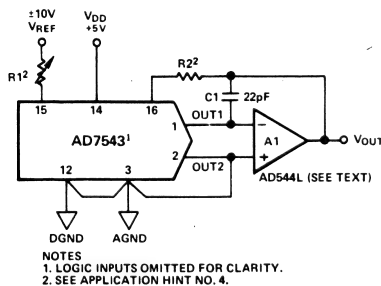 ±10V
VREF
VDD
+5V
R1²
R2²
15
14
16
C1
22pF
OUT1
1
AD7543¹
2
OUT2
−
A1
+
VOUT
AD544L (SEE TEXT)
12
3
DGND
AGND
NOTES
1. LOGIC INPUTS OMITTED FOR CLARITY.
2. SEE APPLICATION HINT NO. 4.